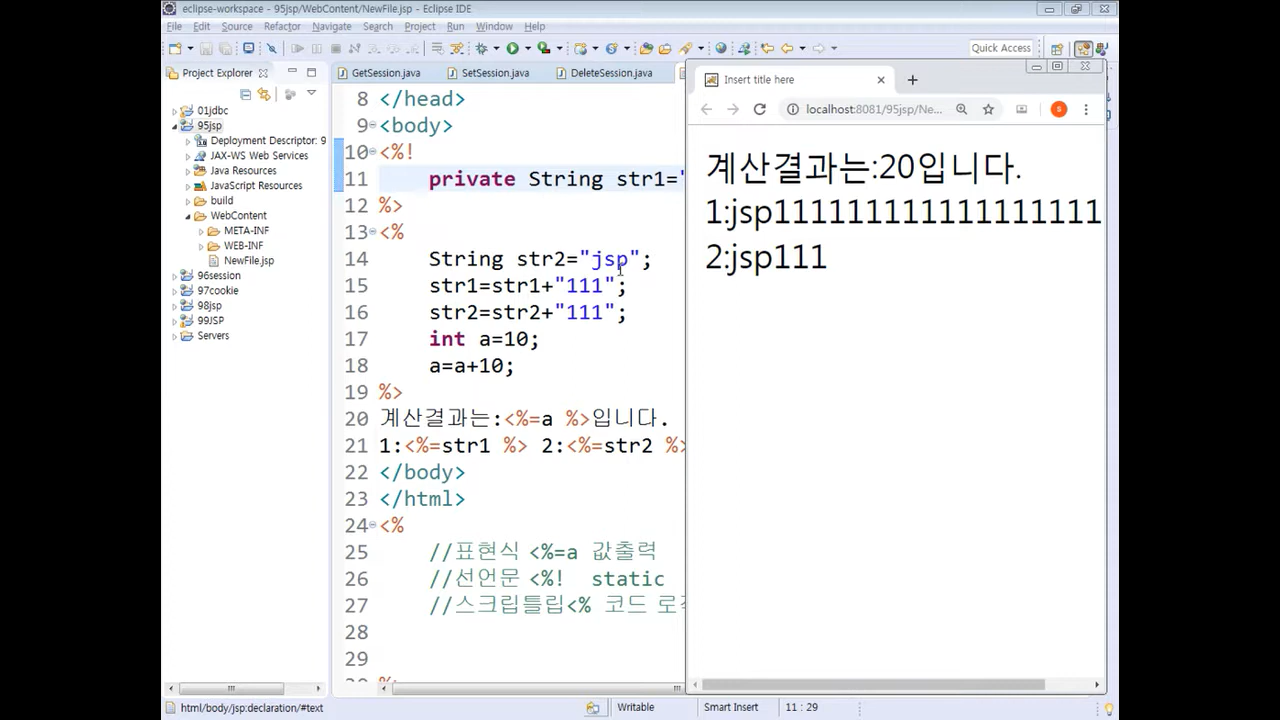 eclipse-workspace - 95jsp/WebContent/NewFile.jsp - Eclipse IDE
File Edit Source Refactor Navigate Search Project Run Window Help
Quick Access
Project Explorer
GetSession.java SetSession.java DeleteSession.java
01jdbc
95jsp
Deployment Descriptor: 9
JAX-WS Web Services
Java Resources
JavaScript Resources
build
WebContent
META-INF
WEB-INF
NewFile.jsp
96session
97cookie
98jsp
99JSP
Servers
8 </head>
9 <body>
10 <%!
11 private String str1="
12 %>
13 <%
14 String str2="jsp";
15 str1=str1+"111";
16 str2=str2+"111";
17 int a=10;
18 a=a+10;
19 %>
20 계산결과는:<%=a %>입니다.
21 1:<%=str1 %> 2:<%=str2 %>
22 </body>
23 </html>
24 <%
25 //표현식 <%=a 값출력
26 //선언문 <%! static
27 //스크립틀립<% 코드
28
29
Insert title here
localhost:8081/95jsp/Ne...
S
계산결과는:20입니다.
1:jsp111111111111111111
2:jsp111
html/body/jsp:declaration/#text
Writable
Smart Insert
11 : 29